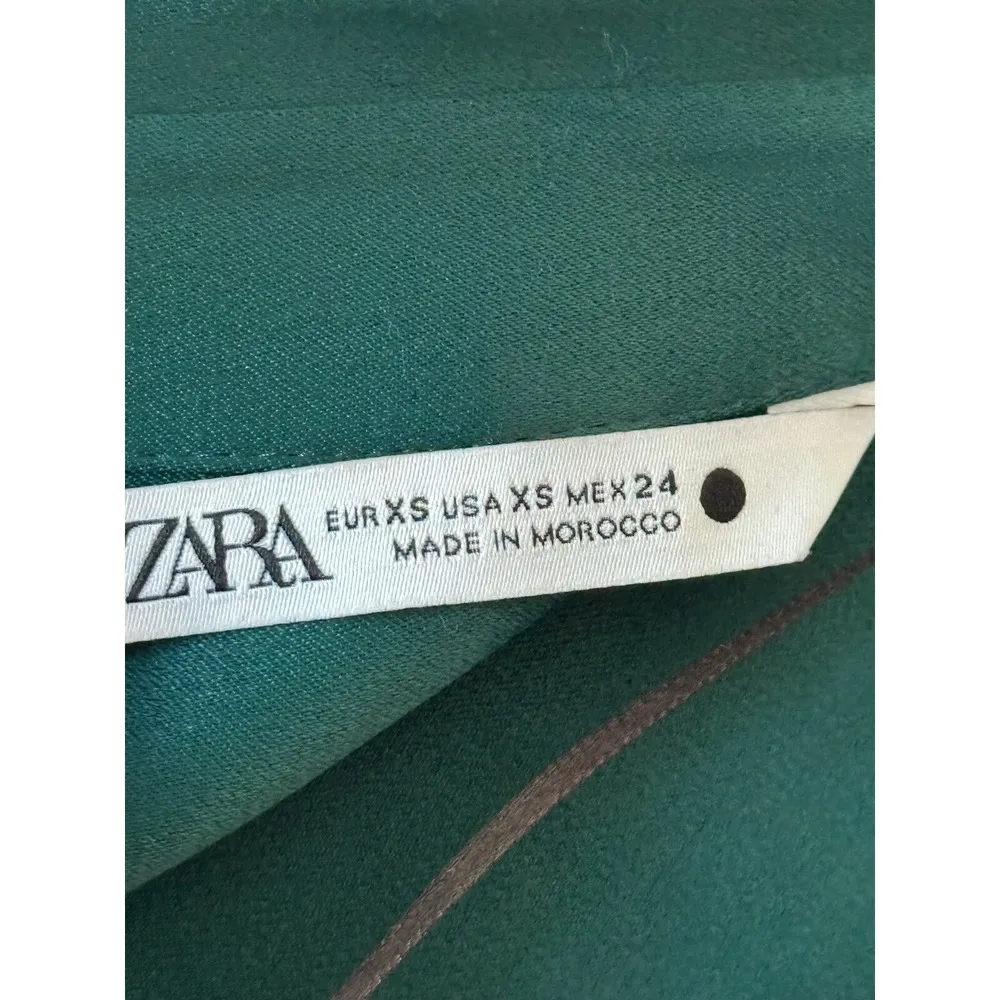 ZARA
EUR XS USA XS MEX 24
MADE IN MOROCCO